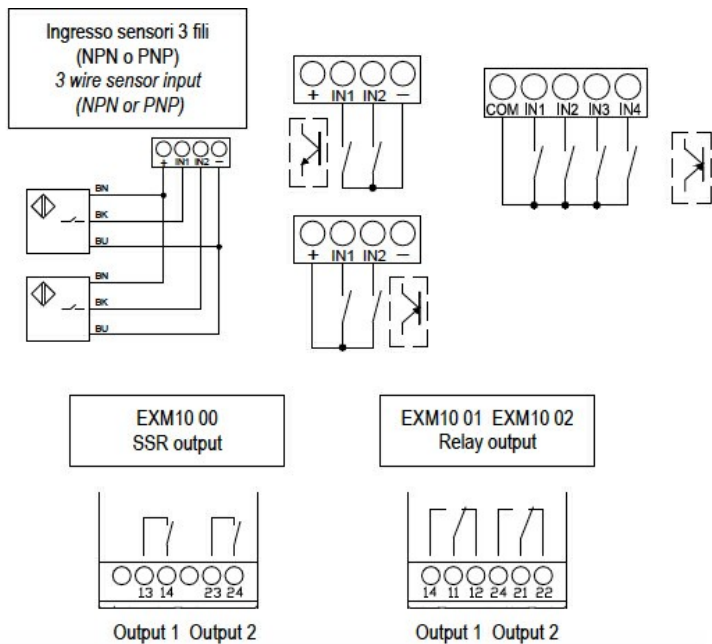 Ingresso sensori 3 fili
(NPN o PNP)
3 wire sensor input
(NPN or PNP)
+ IN1 IN2 −
BN
BK
BU
BN
BK
BU
+ IN1 IN2 −
+ IN1 IN2 −
COM IN1 IN2 IN3 IN4
EXM10 00
SSR output
13 14 23 24
Output 1 Output 2
EXM10 01 EXM10 02
Relay output
14 11 12 24 21 22
Output 1 Output 2